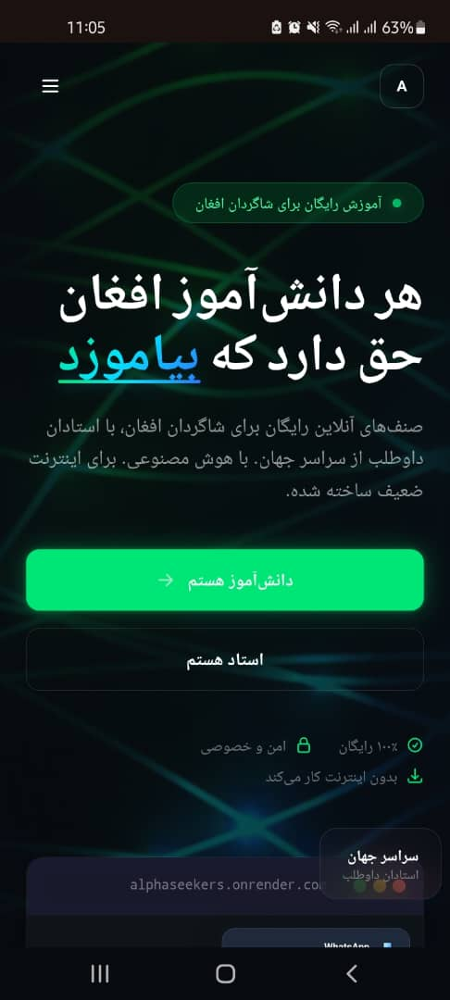 11:05
63%
A
آموزش رایگان برای شاگردان افغان
هر دانش‌آموز افغان
حق دارد که بیاموزد
صنف‌های آنلاین رایگان برای شاگردان افغان، با استادان
داوطلب از سراسر جهان. با هوش مصنوعی. برای اینترنت
ضعیف ساخته شده.
دانش‌آموز هستم
استاد هستم
۱۰۰٪ رایگان
امن و خصوصی
بدون اینترنت کار می‌کند
سراسر جهان
استادان داوطلب
alphaseekers.onrender.com
WhatsApp